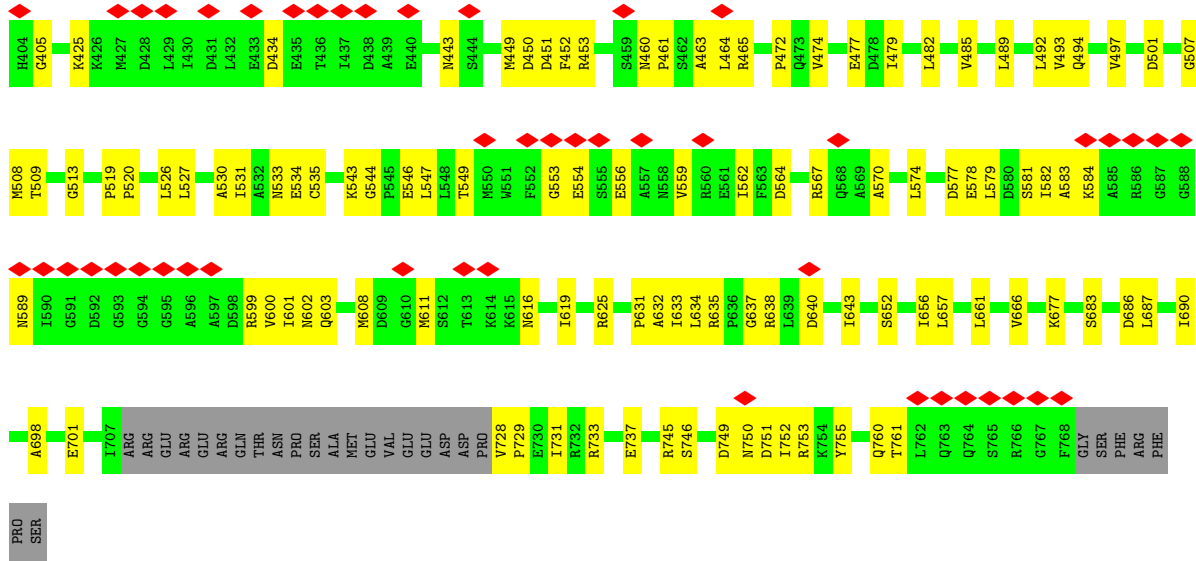 H404 G405 K425 K426 M427 D428 L429 I430 D431 L432 E433 D434 E435 T436 I437 D438 A439 E440 N443 S444 M449 D450 D451 F452 R453 S459 N460 P461 S462 A463 L464 R465 P472 Q473 V474 E477 D478 I479 L482 V485 L489 L492 V493 Q494 V497 D501 G507
M508 T509 G513 P519 P520 L526 L527 A530 I531 A532 N533 E534 C535 K543 G544 P545 E546 L547 L548 T549 M550 W551 F552 G553 E554 S555 E556 A557 N558 V559 R560 E561 I562 F563 D564 R567 Q568 A569 A570 L574 D577 E578 L579 D580 S581 I582 A583 K584 A585 R586 G587 G588
N589 I590 G591 D592 G593 G594 G595 A596 A597 D598 R599 V600 I601 N602 Q603 M608 D609 G610 M611 S612 T613 K614 K615 N616 I619 R625 P631 A632 I633 L634 R635 P636 G637 R638 L639 D640 I643 S652 I656 L657 L661 V666 K677 S683 D686 L687 I690
A698 E701 I707 ARG ARG GLU ARG GLU ARG GLN THR ASN PRO SER ALA MET GLU VAL GLU GLU ASP ASP PRO V728 P729 E730 I731 R732 R733 E737 R745 S746 D749 N750 D751 I752 R753 K754 Y755 Q760 T761 L762 Q763 Q764 S765 R766 G767 F768 GLY SER PHE ARG PHE
PRO SER